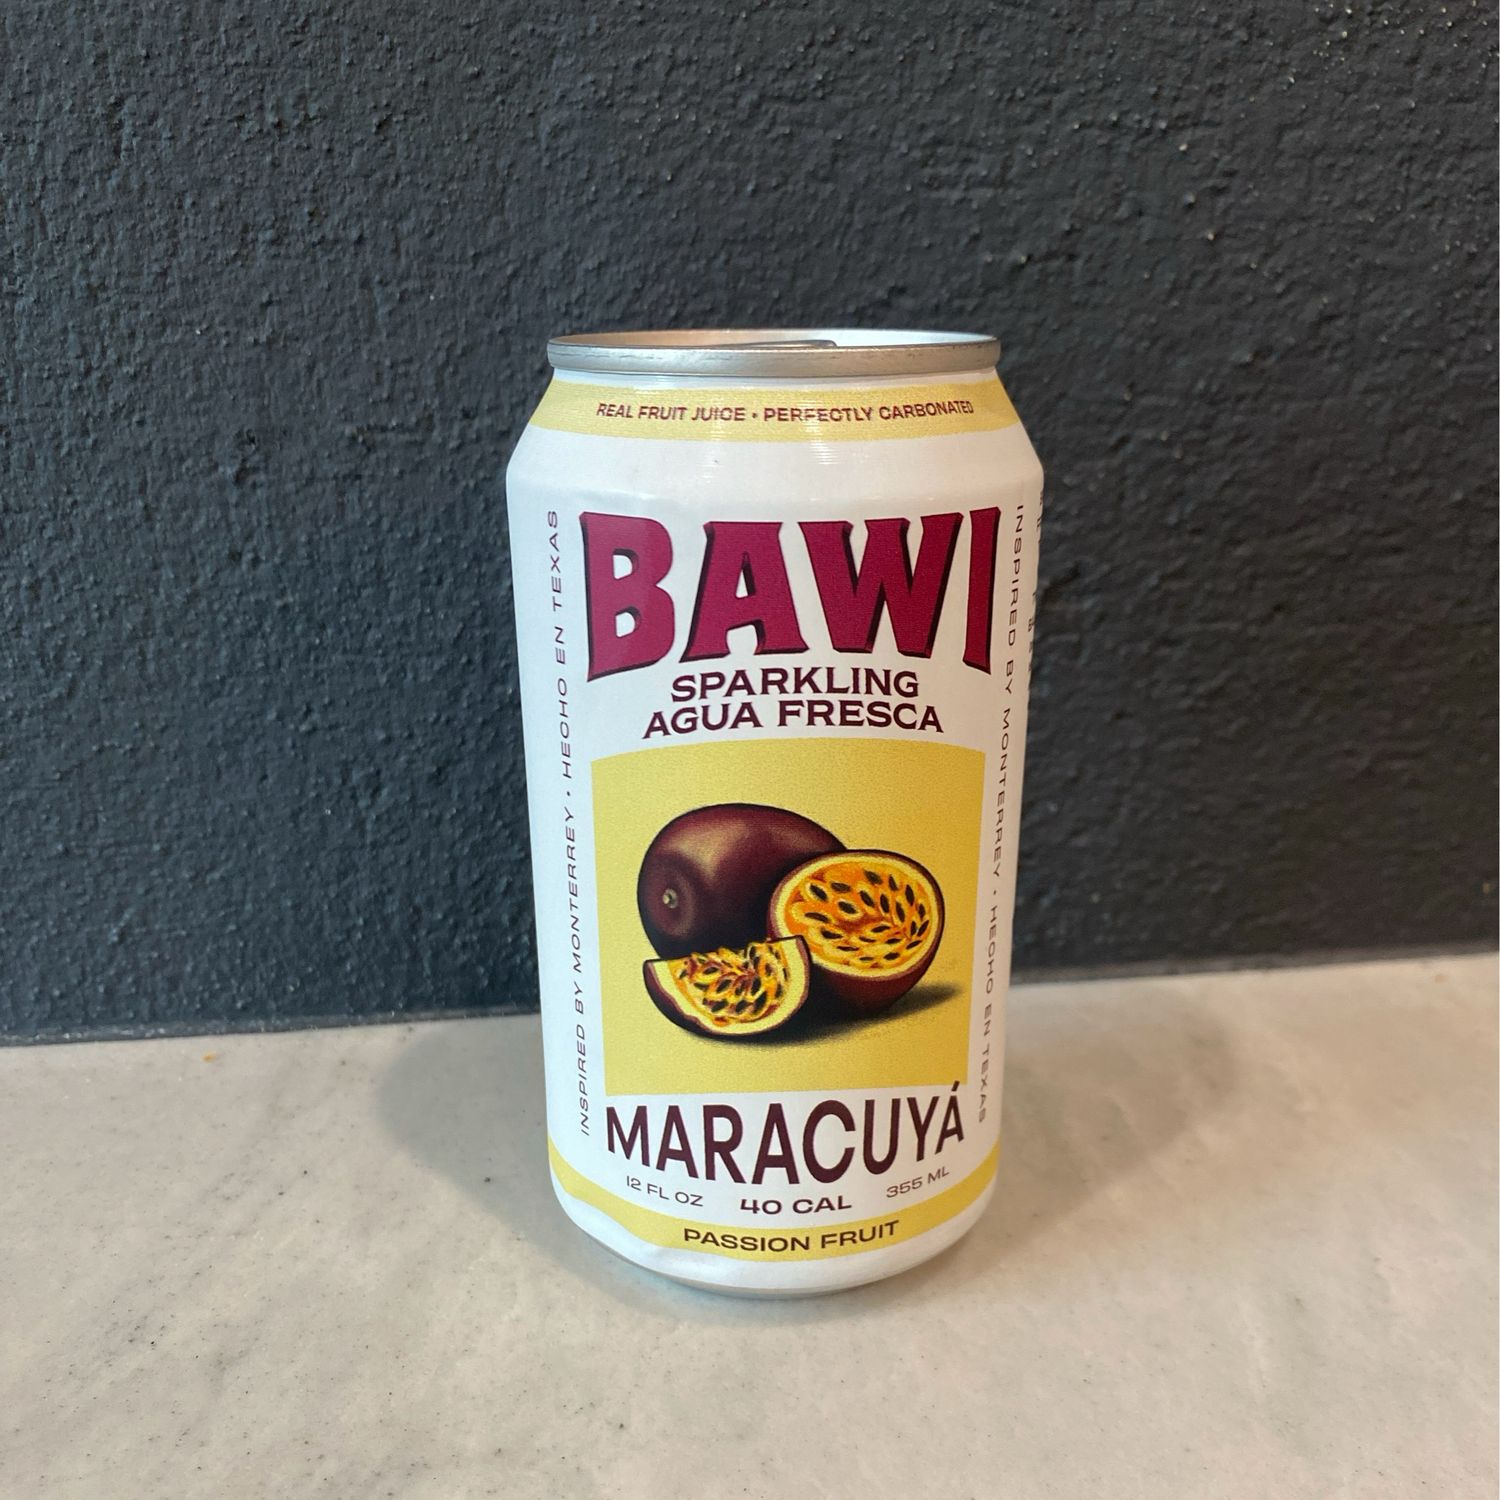 REAL FRUIT JUICE • PERFECTLY CARBONATED
BAWI
SPARKLING
AGUA FRESCA
INSPIRED BY MONTERREY • HECHO EN TEXAS
INSPIRED BY MONTERREY • HECHO EN TEXAS
MARACUYÁ
12 FL OZ 40 CAL 355 ML
PASSION FRUIT